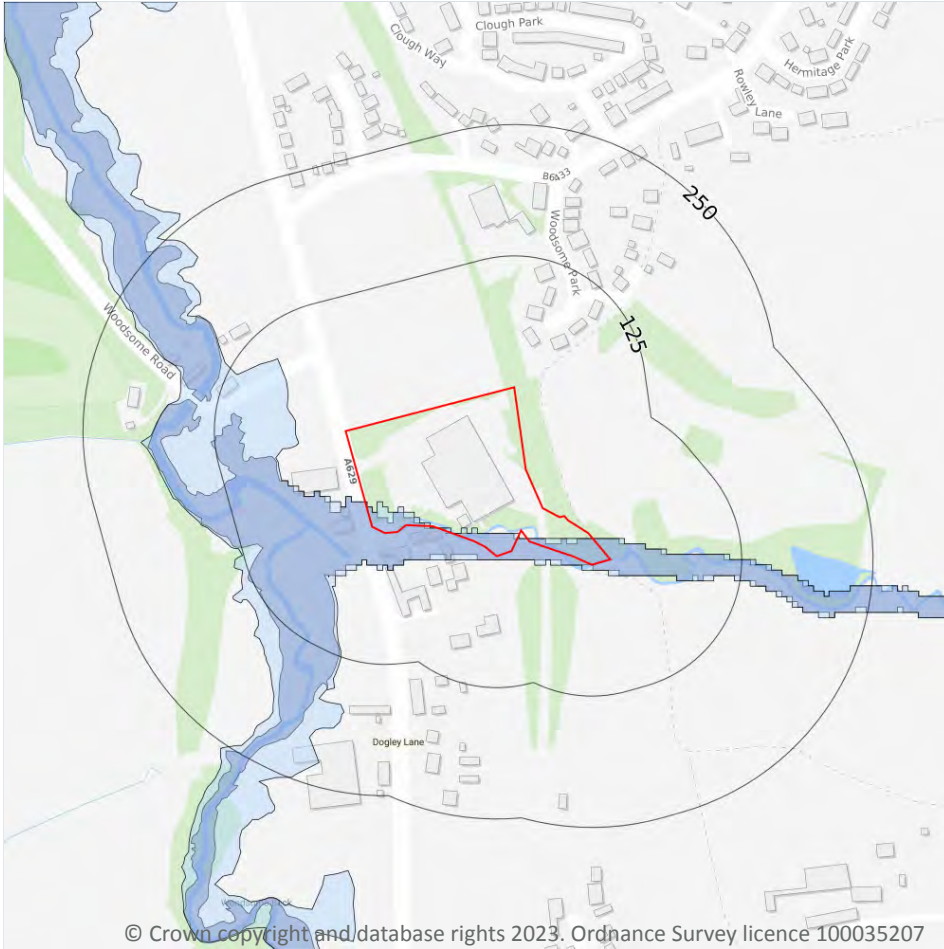 Clough Park
Clough Way
Hermitage Park
Rowley Lane
B6433
250
Woodsome Park
125
Woodsome Road
A629
Dogley Lane
© Crown copyright and database rights 2023. Ordnance Survey licence 100035207